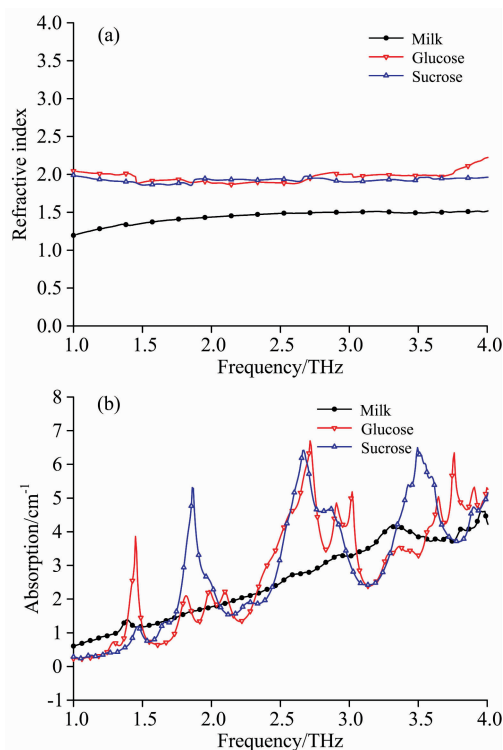 (a)
Milk
Glucose
Sucrose
Refractive index
4.0
3.5
3.0
2.5
2.0
1.5
1.0
0.5
0.0
1.0 1.5 2.0 2.5 3.0 3.5 4.0
Frequency/THz
(b)
Milk
Glucose
Sucrose
Absorption/cm⁻¹
8
7
6
5
4
3
2
1
0
-1
1.0 1.5 2.0 2.5 3.0 3.5 4.0
Frequency/THz